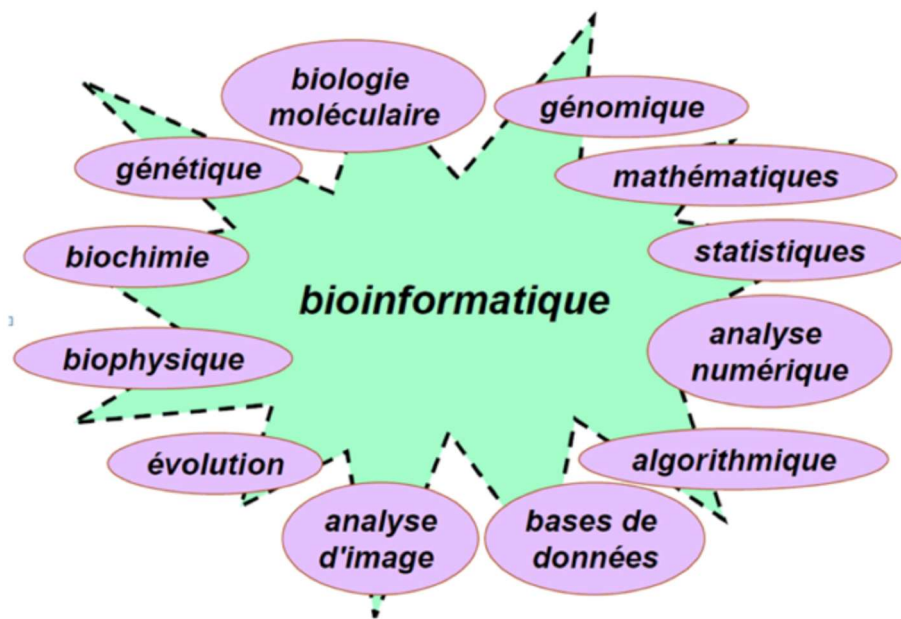 biologie
moléculaire
génomique
génétique
mathématiques
statistiques
biochimie
bioinformatique
analyse
numérique
biophysique
algorithmique
évolution
analyse
d'image
bases de
données